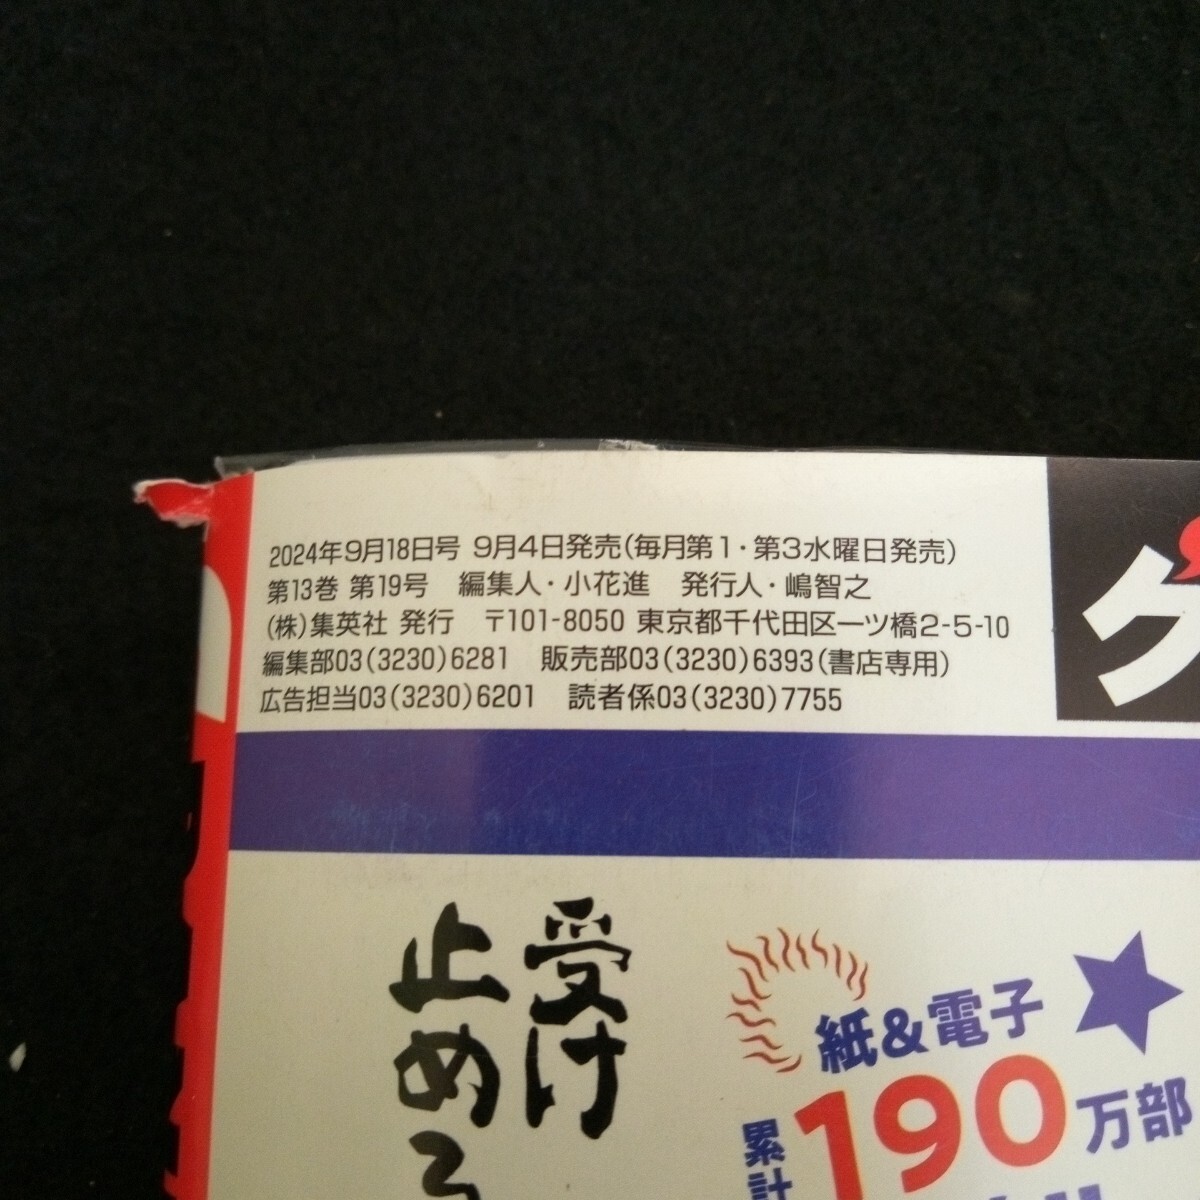 2024年9月18日号 9月4日発売(毎月第1・第3水曜日発売)
第13巻 第19号 編集人・小花進 発行人・嶋智之
(株)集英社 発行 〒101-8050 東京都千代田区一ツ橋2-5-10
編集部03(3230)6281 販売部03(3230)6393(書店専用)
広告担当03(3230)6201 読者係03(3230)7755
グ
受け
止めろ
紙&電子
累計
190万部